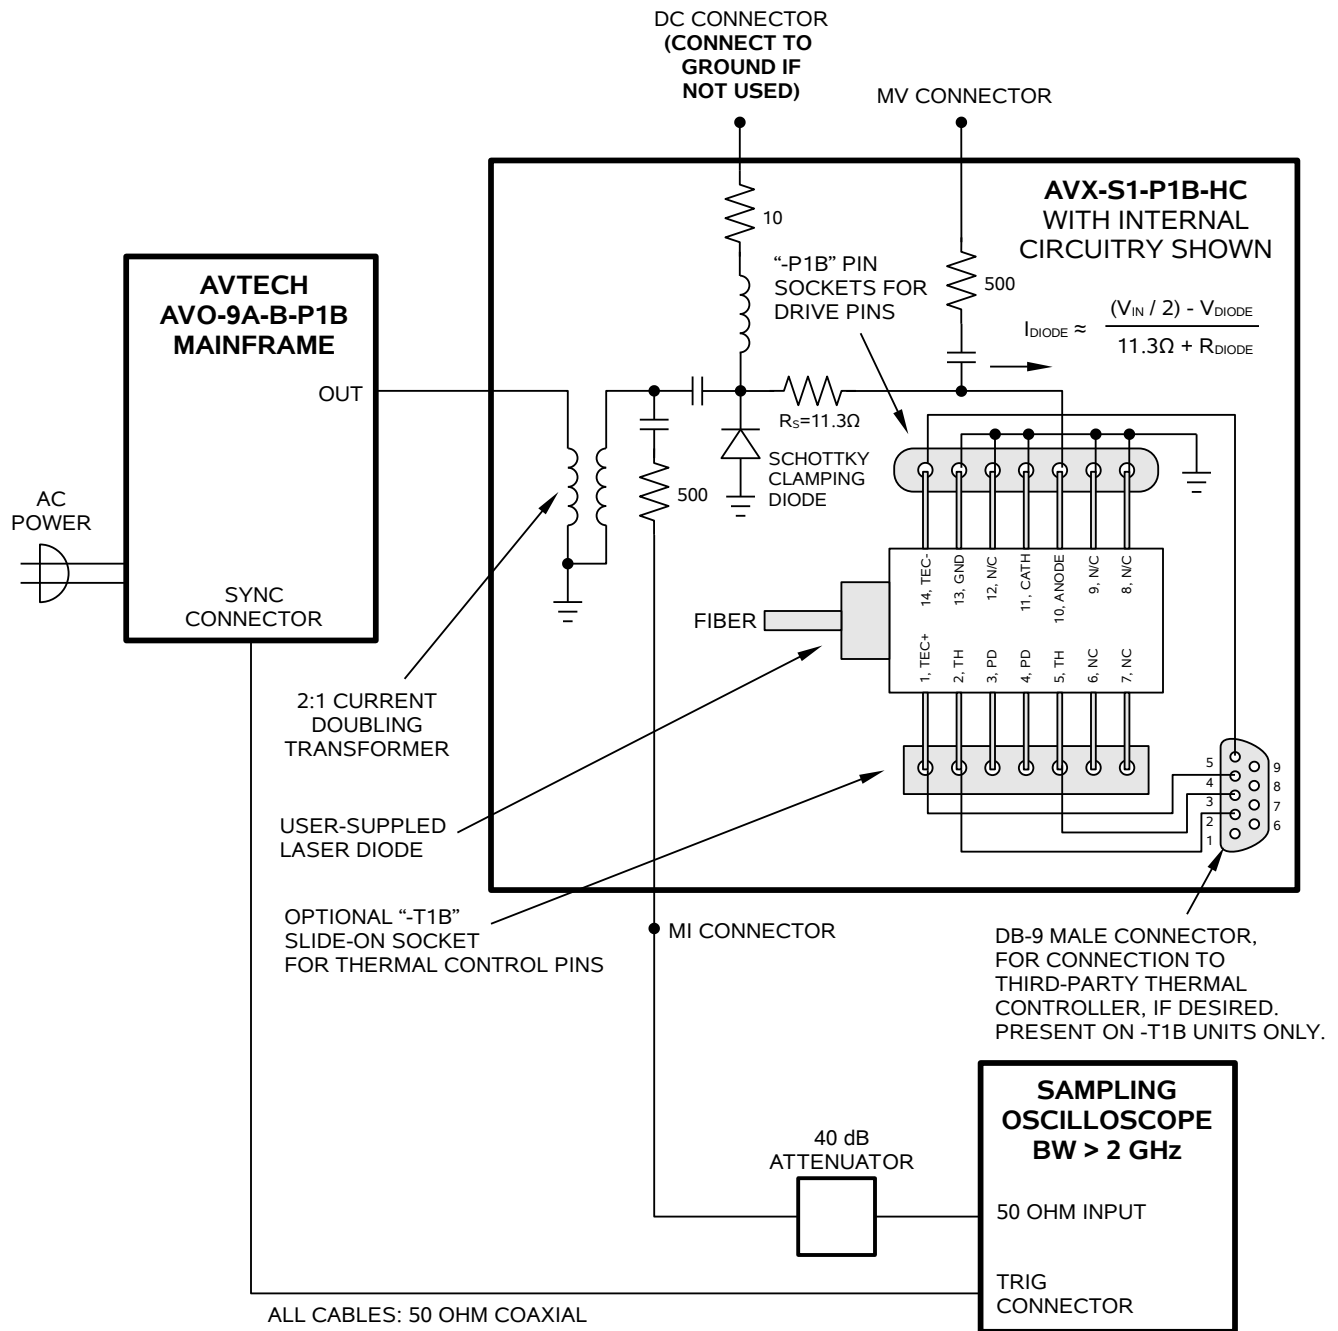 DC CONNECTOR
(CONNECT TO
GROUND IF
NOT USED)
MV CONNECTOR
AVX-S1-P1B-HC
WITH INTERNAL
CIRCUITRY SHOWN
10
500
“-P1B” PIN
SOCKETS FOR
DRIVE PINS
I_DIODE ≈ (V_IN / 2) - V_DIODE
11.3Ω + R_DIODE
AVTECH
AVO-9A-B-P1B
MAINFRAME
OUT
SYNC
CONNECTOR
AC
POWER
R_S=11.3Ω
SCHOTTKY
CLAMPING
DIODE
500
14, TEC-
13, GND
12, N/C
11, CATH
10, ANODE
9, N/C
8, N/C
FIBER
1, TEC+
2, TH
3, PD
4, PD
5, TH
6, NC
7, NC
2:1 CURRENT
DOUBLING
TRANSFORMER
5
4
3
2
1
9
8
7
6
USER-SUPPLED
LASER DIODE
OPTIONAL “-T1B”
SLIDE-ON SOCKET
FOR THERMAL CONTROL PINS
MI CONNECTOR
DB-9 MALE CONNECTOR,
FOR CONNECTION TO
THIRD-PARTY THERMAL
CONTROLLER, IF DESIRED.
PRESENT ON -T1B UNITS ONLY.
40 dB
ATTENUATOR
SAMPLING
OSCILLOSCOPE
BW > 2 GHz
50 OHM INPUT
TRIG
CONNECTOR
ALL CABLES: 50 OHM COAXIAL